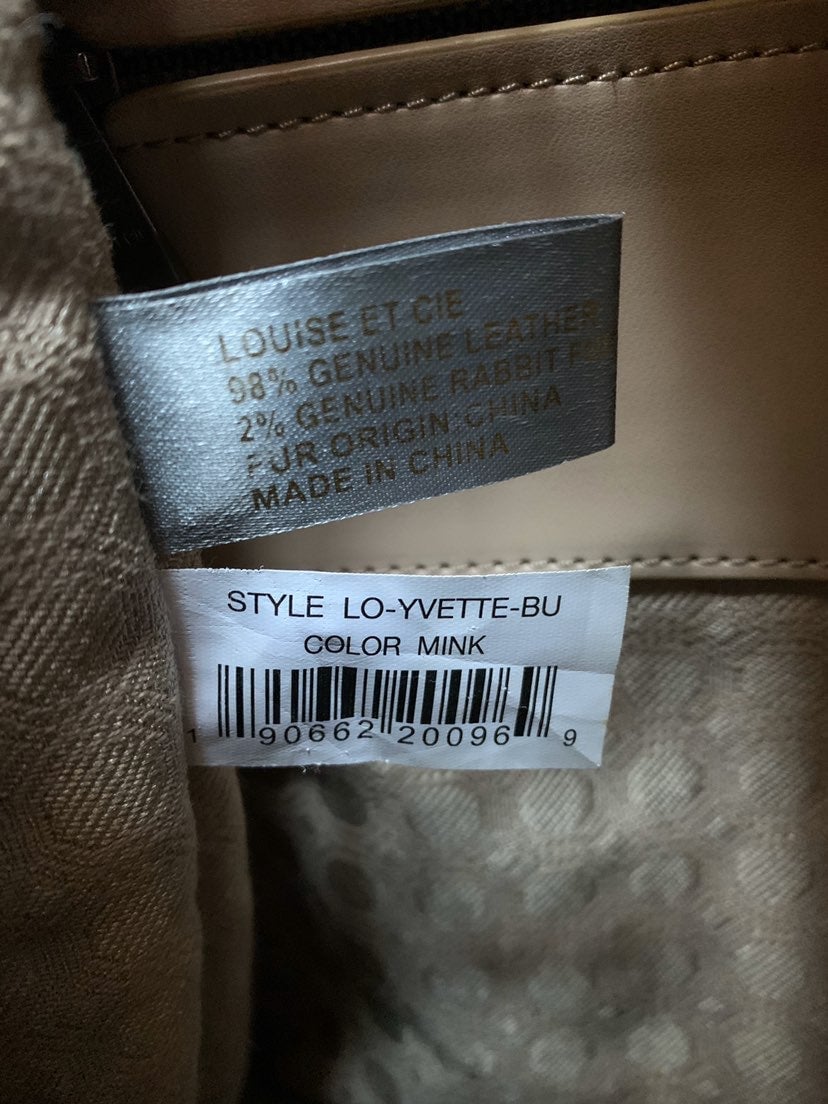 LOUISE ET CIE
98% GENUINE LEATHER
2% GENUINE RABBIT
FUR ORIGIN: CHINA
MADE IN CHINA
STYLE LO-YVETTE-BU
COLOR MINK
1 90662 20096 9